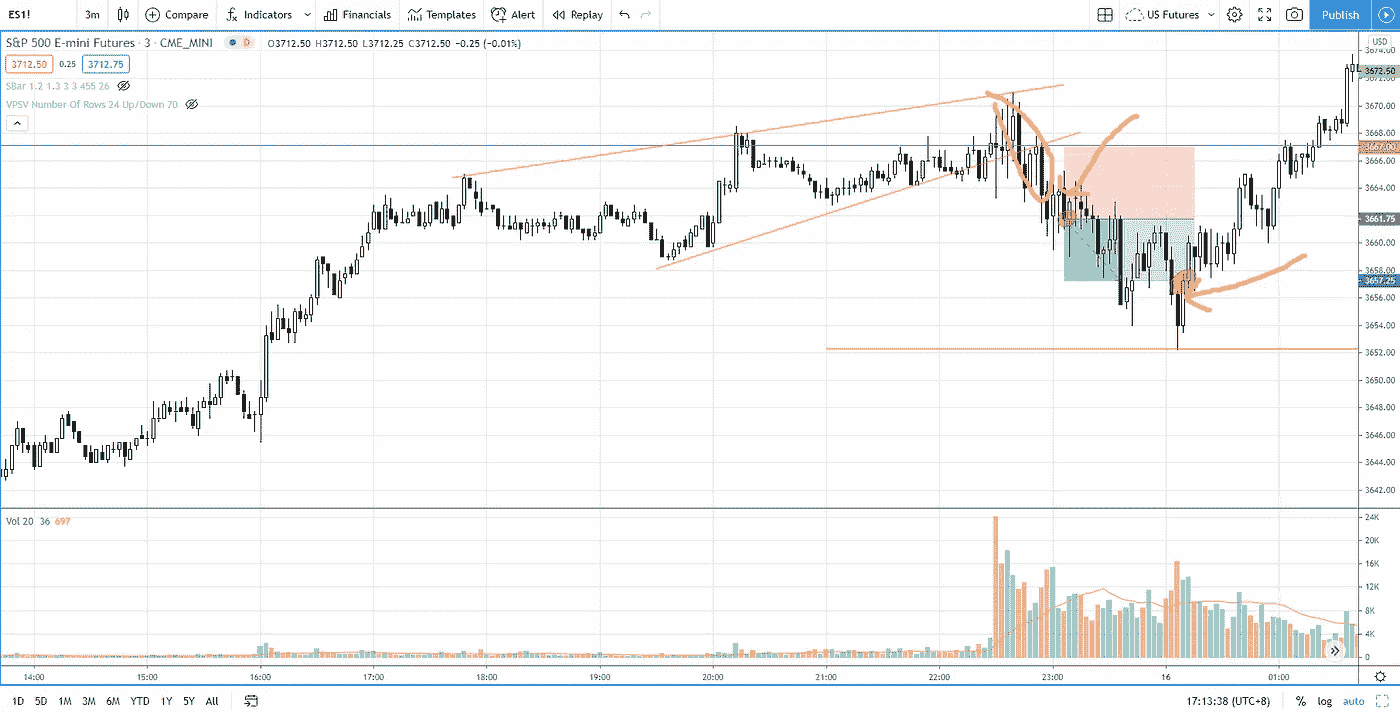 ES1! 3m Compare Indicators Financials Templates Alert Replay US Futures Publish
S&P 500 E-mini Futures · 3 · CME_MINI D O3712.50 H3712.50 L3712.25 C3712.50 -0.25 (-0.01%)
USD
3712.50 0.25 3712.75
SBar 1.2 1.3 3 3 455 26
VPSV Number Of Rows 24 Up/Down 70
3674.00
3672.50
3672.00
3670.00
3668.00
3667.00
3666.00
3664.00
3661.75
3660.00
3658.00
3657.25
3656.00
3654.00
3652.00
3650.00
3648.00
3646.00
3644.00
3642.00
Vol 20 36 697
24K
20K
16K
12K
8K
4K
0
14:00 15:00 16:00 17:00 18:00 19:00 20:00 21:00 22:00 23:00 16 01:00
1D 5D 1M 3M 6M YTD 1Y 5Y All 17:13:38 (UTC+8) % log auto